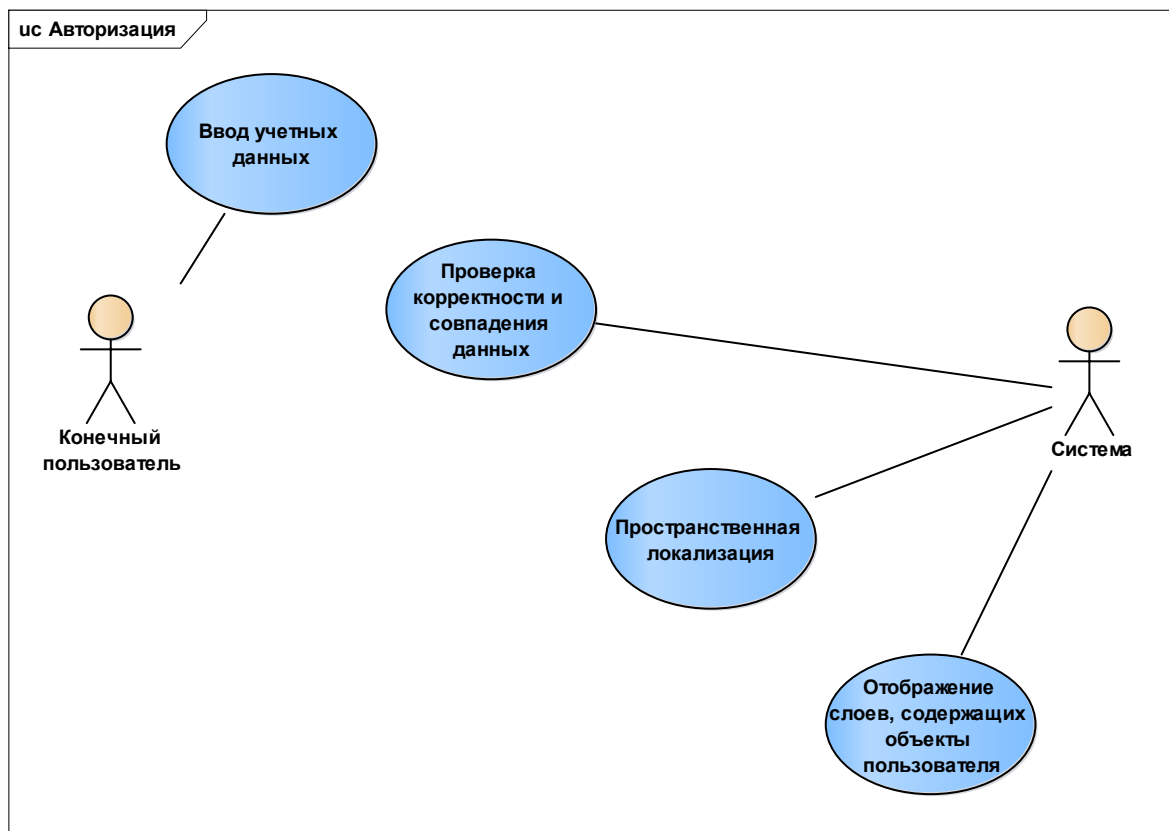 uc Авторизация
Ввод учетных
данных
Проверка
корректности и
совпадения
данных
Конечный
пользователь
Система
Пространственная
локализация
Отображение
слоев, содержащих
объекты
пользователя